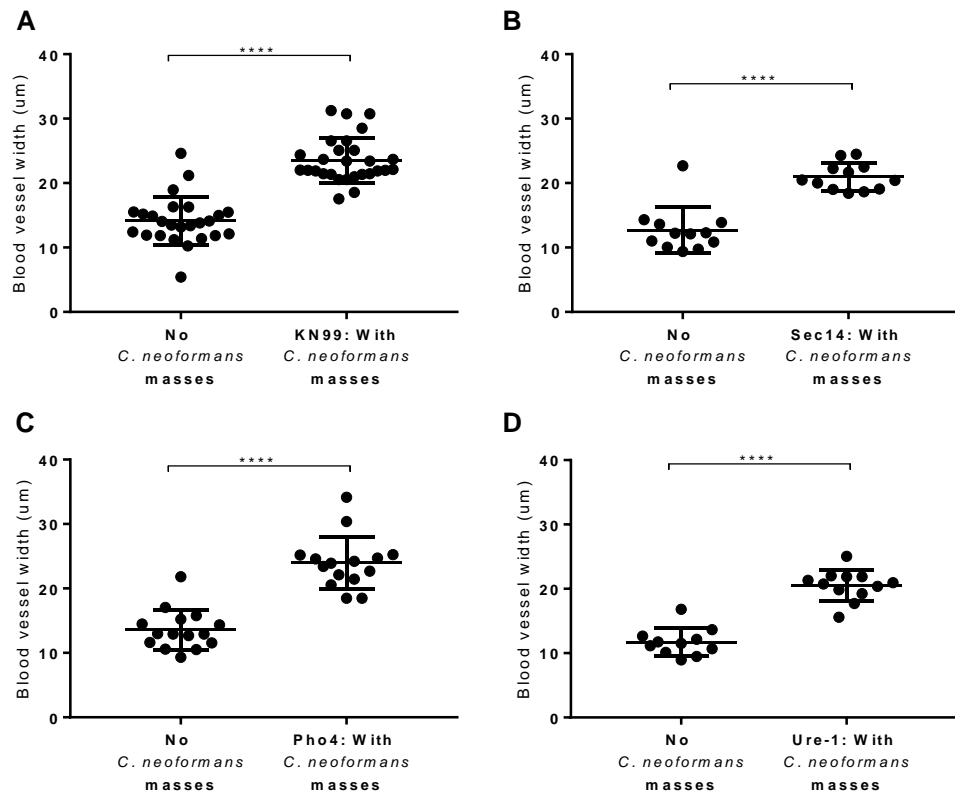 A
****
Blood vessel width (um)
40
30
20
10
0
No
C. neoformans
masses
KN99: With
C. neoformans
masses
B
****
Blood vessel width (um)
40
30
20
10
0
No
C. neoformans
masses
Sec14: With
C. neoformans
masses
C
****
Blood vessel width (um)
40
30
20
10
0
No
C. neoformans
masses
Pho4: With
C. neoformans
masses
D
****
Blood vessel width (um)
40
30
20
10
0
No
C. neoformans
masses
Ure-1: With
C. neoformans
masses